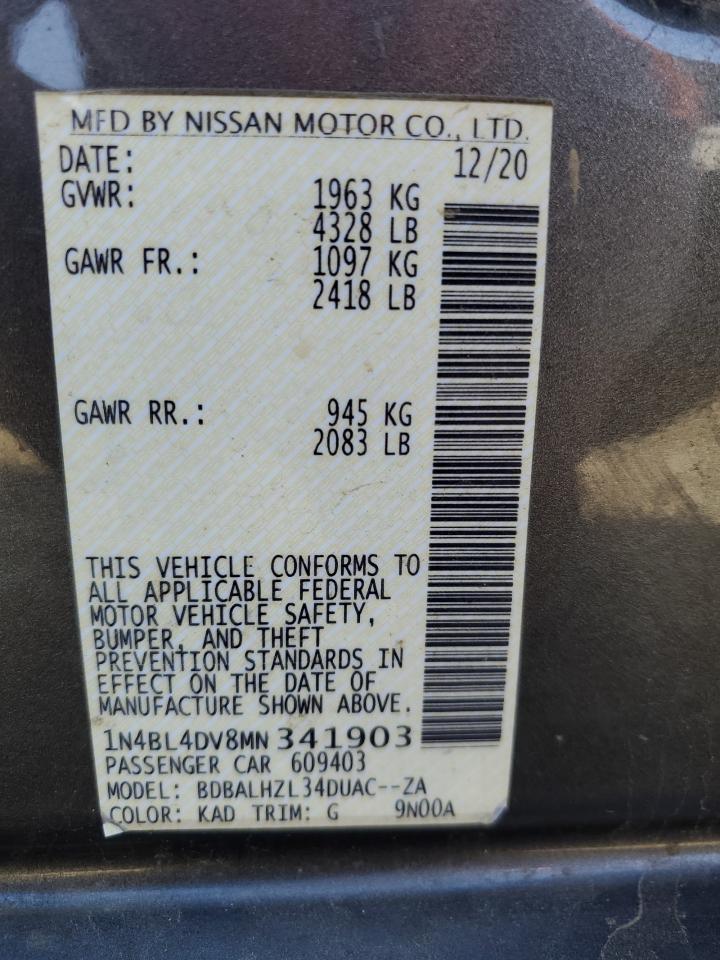 MFD BY NISSAN MOTOR CO., LTD.
DATE: 12/20
GVWR: 1963 KG
4328 LB
GAWR FR.: 1097 KG
2418 LB
GAWR RR.: 945 KG
2083 LB
THIS VEHICLE CONFORMS TO
ALL APPLICABLE FEDERAL
MOTOR VEHICLE SAFETY,
BUMPER, AND THEFT
PREVENTION STANDARDS IN
EFFECT ON THE DATE OF
MANUFACTURE SHOWN ABOVE.
1N4BL4DV8MN341903
PASSENGER CAR 609403
MODEL: BDBALHZL34DUAC--ZA
COLOR: KAD TRIM: G 9N00A